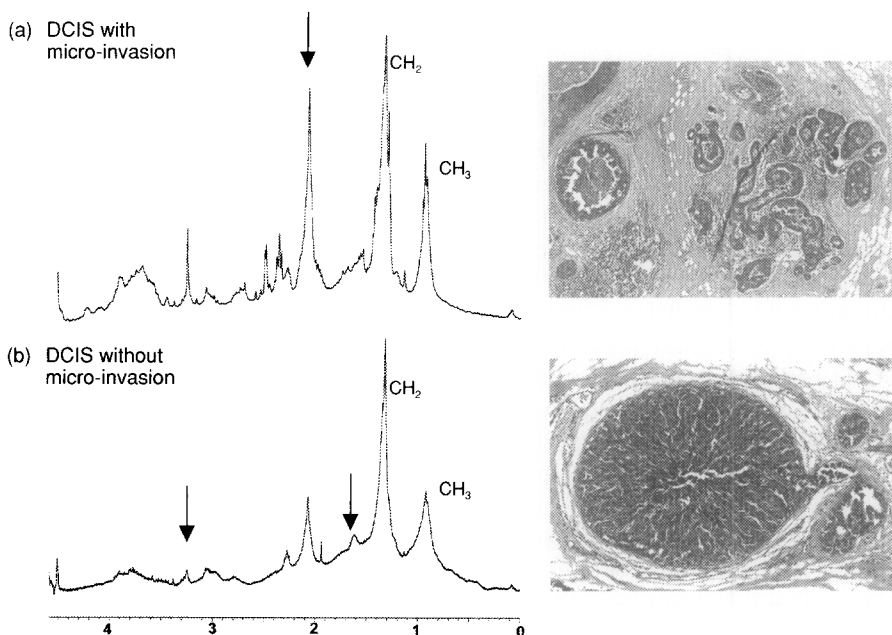 (a) DCIS with
micro-invasion
CH₂
CH₃
(b) DCIS without
micro-invasion
CH₂
CH₃
4 3 2 1 0